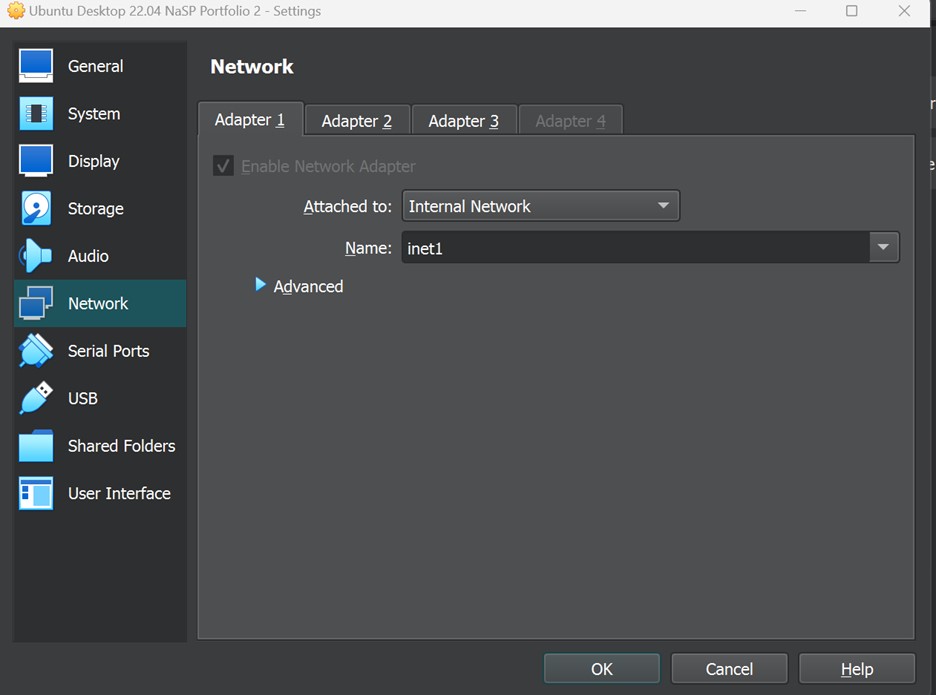 Ubuntu Desktop 22.04 NaSP Portfolio 2 - Settings
General
System
Display
Storage
Audio
Network
Serial Ports
USB
Shared Folders
User Interface
Network
Adapter 1 Adapter 2 Adapter 3 Adapter 4
Enable Network Adapter
Attached to: Internal Network
Name: inet1
Advanced
OK Cancel Help